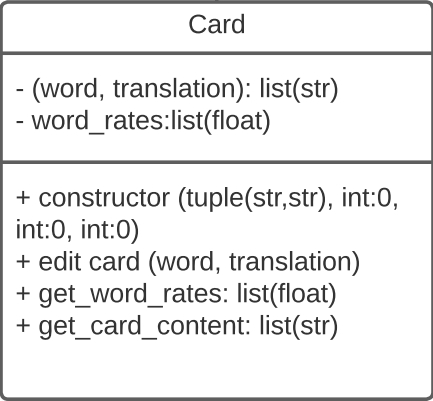 Card
- (word, translation): list(str)
- word_rates:list(float)
+ constructor (tuple(str,str), int:0,
int:0, int:0)
+ edit card (word, translation)
+ get_word_rates: list(float)
+ get_card_content: list(str)